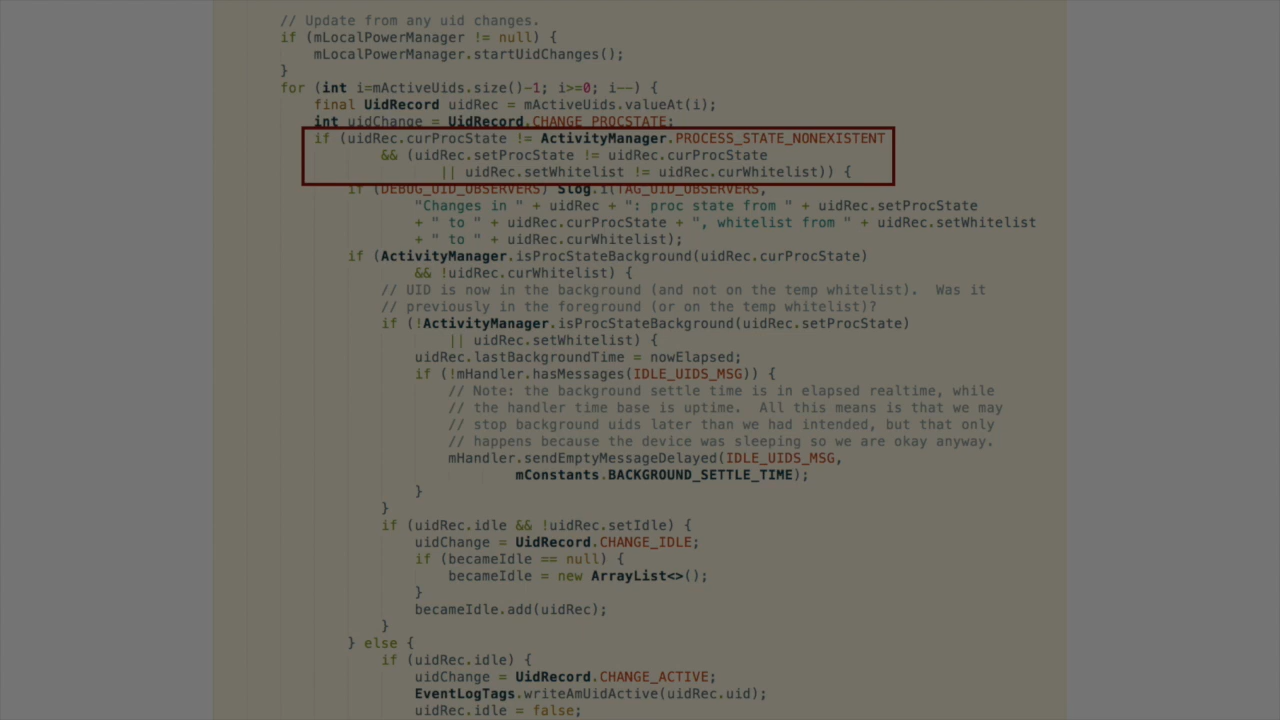 // Update from any uid changes.
if (mLocalPowerManager != null) {
mLocalPowerManager.startUidChanges();
}
for (int i=mActiveUids.size()-1; i>=0; i--) {
final UidRecord uidRec = mActiveUids.valueAt(i);
int uidChange = UidRecord.CHANGE_PROCSTATE;
if (uidRec.curProcState != ActivityManager.PROCESS_STATE_NONEXISTENT
&& (uidRec.setProcState != uidRec.curProcState
|| uidRec.setWhitelist != uidRec.curWhitelist)) {
if (DEBUG_UID_OBSERVERS) Slog.i(TAG_UID_OBSERVERS,
"Changes in " + uidRec + ": proc state from " + uidRec.setProcState
+ " to " + uidRec.curProcState + ", whitelist from " + uidRec.setWhitelist
+ " to " + uidRec.curWhitelist);
if (ActivityManager.isProcStateBackground(uidRec.curProcState)
&& !uidRec.curWhitelist) {
// UID is now in the background (and not on the temp whitelist).  Was it
// previously in the foreground (or on the temp whitelist)?
if (!ActivityManager.isProcStateBackground(uidRec.setProcState)
|| uidRec.setWhitelist) {
uidRec.lastBackgroundTime = nowElapsed;
if (!mHandler.hasMessages(IDLE_UIDS_MSG)) {
// Note: the background settle time is in elapsed realtime, while
// the handler time base is uptime.  All this means is that we may
// stop background uids later than we had intended, but that only
// happens because the device was sleeping so we are okay anyway.
mHandler.sendEmptyMessageDelayed(IDLE_UIDS_MSG,
mConstants.BACKGROUND_SETTLE_TIME);
}
}
if (uidRec.idle && !uidRec.setIdle) {
uidChange = UidRecord.CHANGE_IDLE;
if (becameIdle == null) {
becameIdle = new ArrayList<>();
}
becameIdle.add(uidRec);
}
} else {
if (uidRec.idle) {
uidChange = UidRecord.CHANGE_ACTIVE;
EventLogTags.writeAmUidActive(uidRec.uid);
uidRec.idle = false;